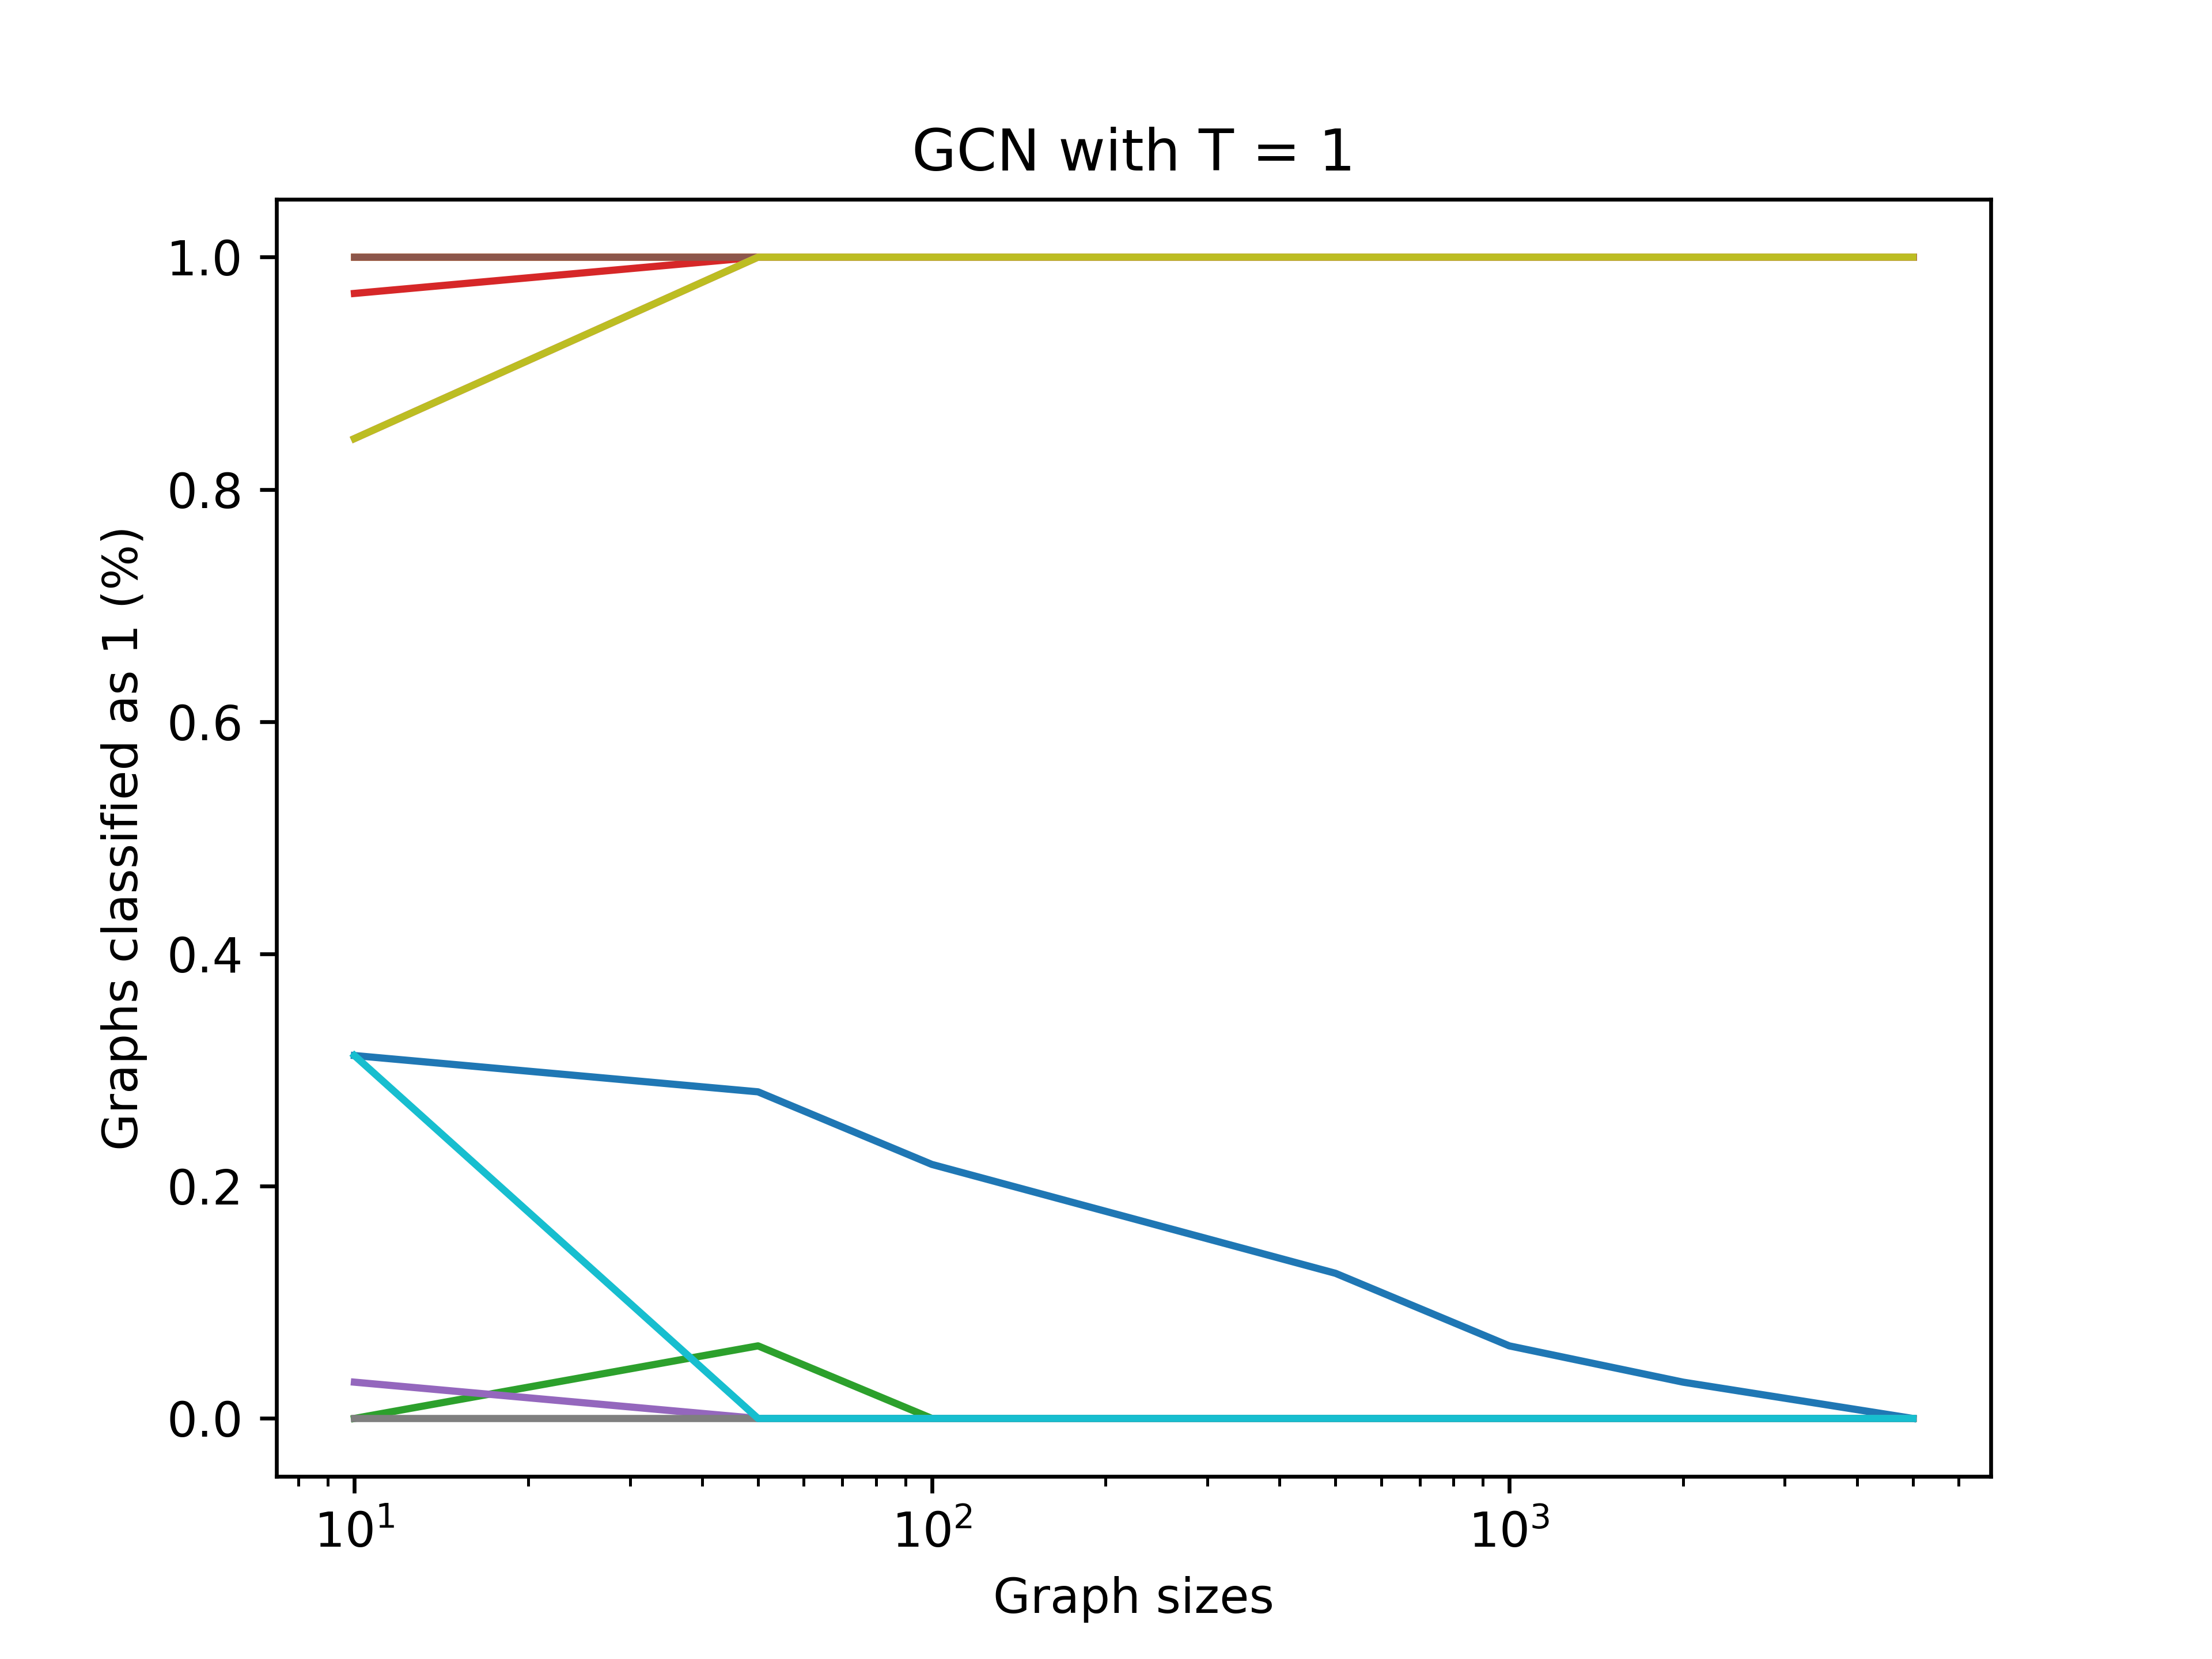 GCN with T = 1
Graphs classified as 1 (%)
1.0
0.8
0.6
0.4
0.2
0.0
10¹ 10² 10³
Graph sizes